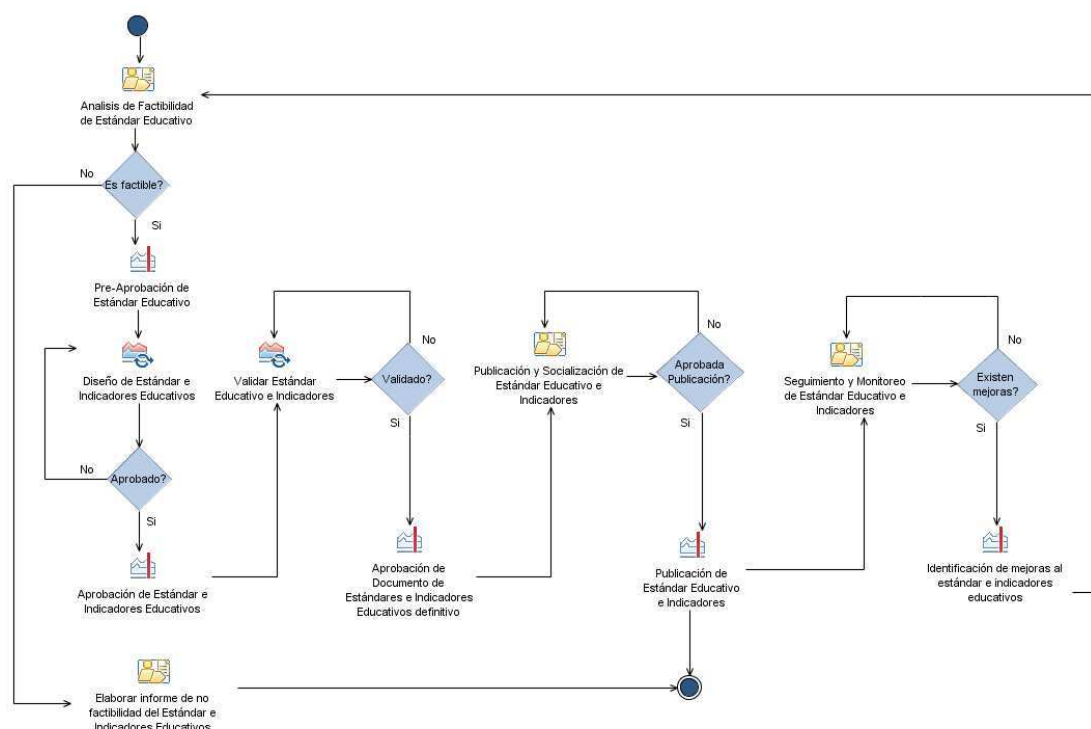 Analisis de Factibilidad
de Estándar Educativo
No
Es factible?
Si
Pre-Aprobación de
Estándar Educativo
Diseño de Estándar e
Indicadores Educativos
No
Aprobado?
Si
Aprobación de Estándar e
Indicadores Educativos
Elaborar informe de no
factibilidad del Estándar e
Indicadores Educativos
Validar Estándar
Educativo e Indicadores
No
Validado?
Si
Aprobación de
Documento de
Estándares e Indicadores
Educativos definitivo
Publicación y Socialización de
Estándar Educativo e
Indicadores
No
Aprobada
Publicación?
Si
Publicación de
Estándar Educativo
e Indicadores
Seguimiento y Monitoreo
de Estándar Educativo e
Indicadores
No
Existen
mejoras?
Si
Identificación de mejoras al
estándar e indicadores
educativos